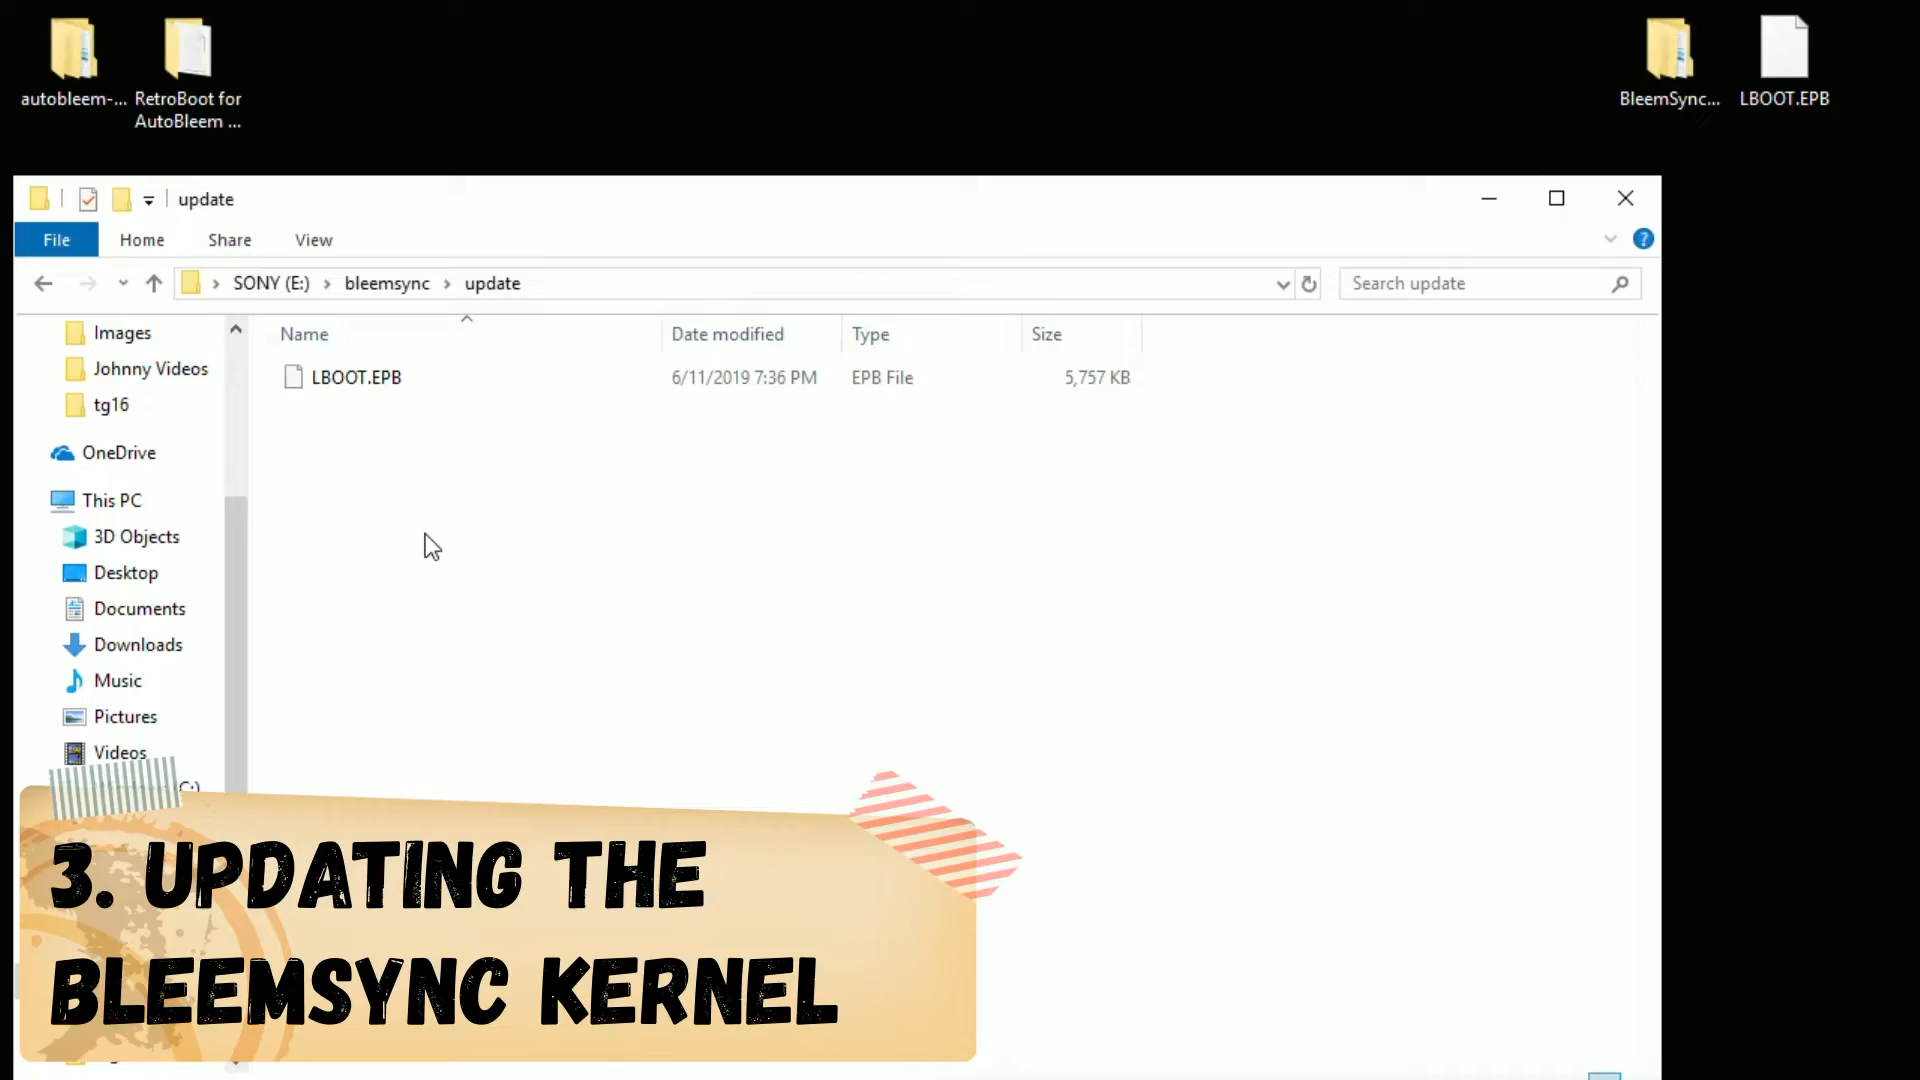 autobleem-...
RetroBoot for
AutoBleem ...
BleemSync...
LBOOT.EPB
update
File Home Share View
SONY (E:) bleemsync update
Search update
Name Date modified Type Size
LBOOT.EPB 6/11/2019 7:36 PM EPB File 5,757 KB
Images
Johnny Videos
tg16
OneDrive
This PC
3D Objects
Desktop
Documents
Downloads
Music
Pictures
Videos
3. UPDATING THE
BLEEMSYNC KERNEL